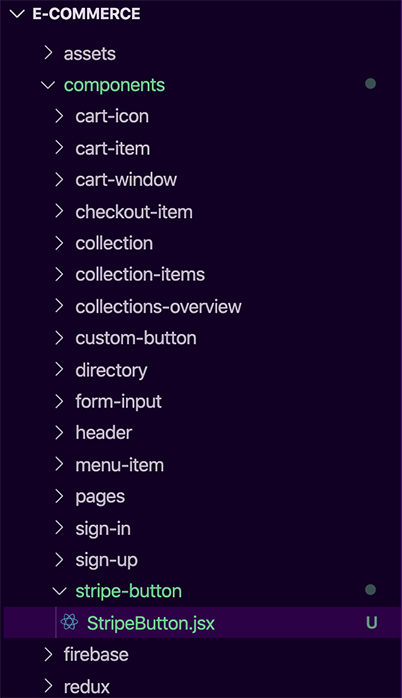 E-COMMERCE
assets
components
cart-icon
cart-item
cart-window
checkout-item
collection
collection-items
collections-overview
custom-button
directory
form-input
header
menu-item
pages
sign-in
sign-up
stripe-button
StripeButton.jsx U
firebase
redux